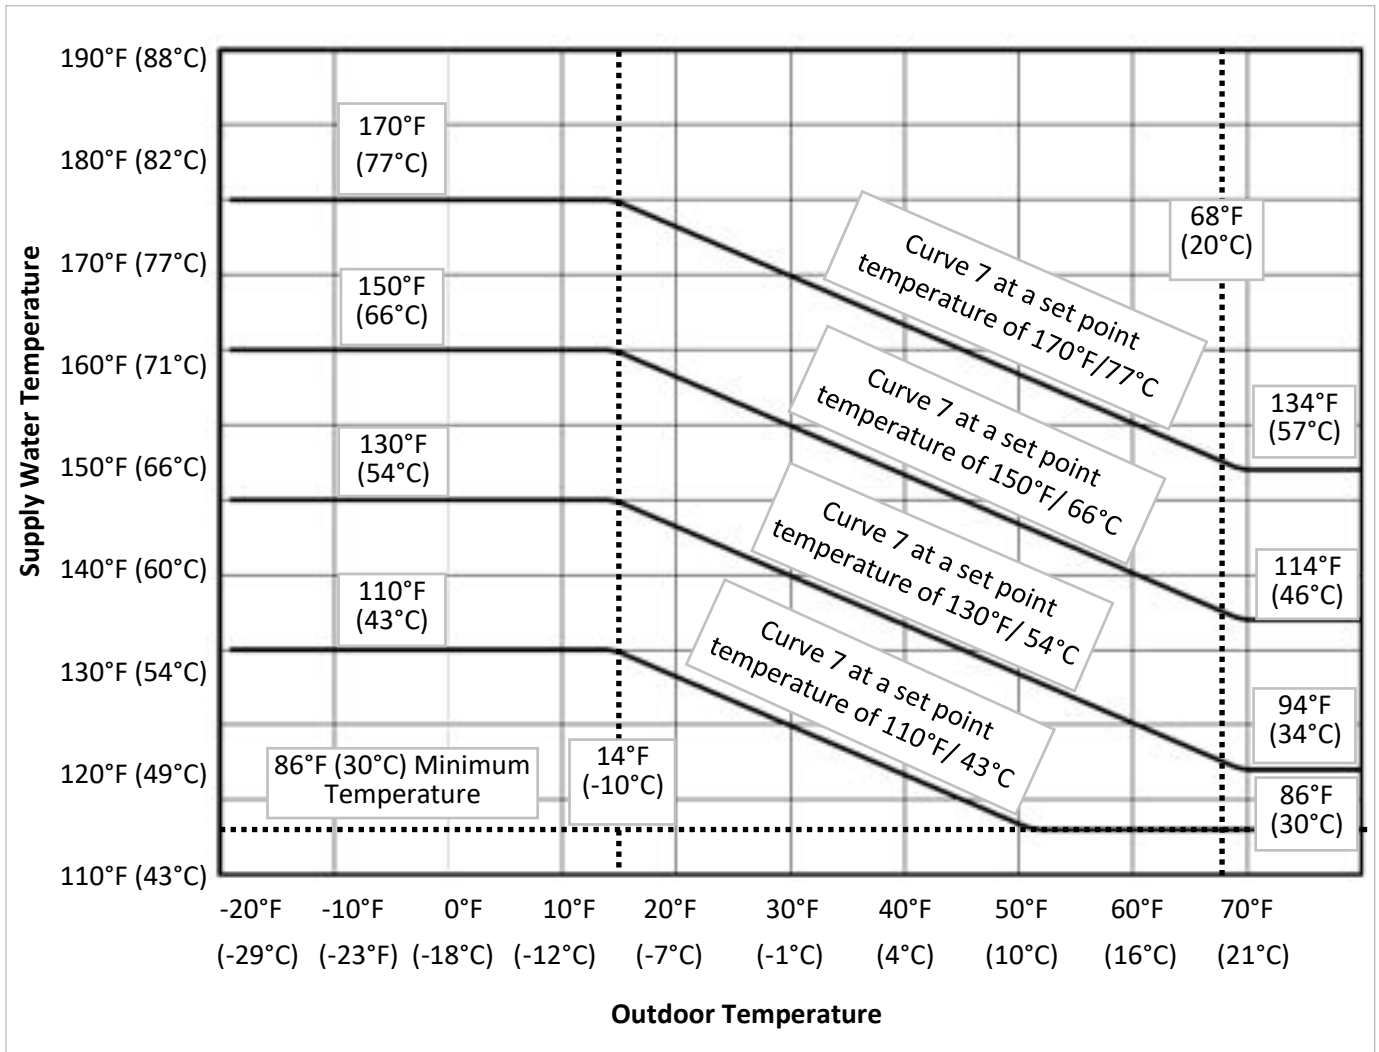 190°F (88°C)
180°F (82°C)
170°F (77°C)
160°F (71°C)
150°F (66°C)
140°F (60°C)
130°F (54°C)
120°F (49°C)
110°F (43°C)
Supply Water Temperature
170°F
(77°C)
150°F
(66°C)
130°F
(54°C)
110°F
(43°C)
86°F (30°C) Minimum
Temperature
14°F
(-10°C)
Curve 7 at a set point
temperature of 170°F/77°C
Curve 7 at a set point
temperature of 150°F/ 66°C
Curve 7 at a set point
temperature of 130°F/ 54°C
Curve 7 at a set point
temperature of 110°F/ 43°C
68°F
(20°C)
134°F
(57°C)
114°F
(46°C)
94°F
(34°C)
86°F
(30°C)
-20°F -10°F 0°F 10°F 20°F 30°F 40°F 50°F 60°F 70°F
(-29°C) (-23°F) (-18°C) (-12°C) (-7°C) (-1°C) (4°C) (10°C) (16°C) (21°C)
Outdoor Temperature